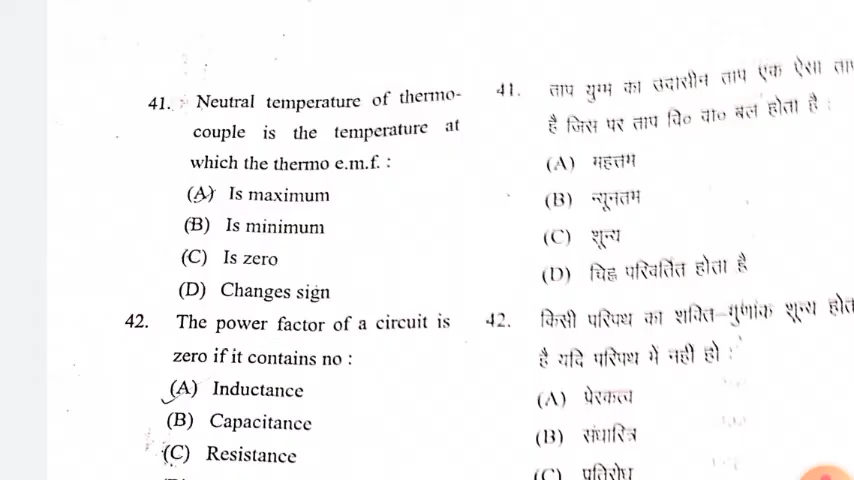 41. Neutral temperature of thermo-
couple is the temperature at
which the thermo e.m.f. :
(A) Is maximum
(B) Is minimum
(C) Is zero
(D) Changes sign
42. The power factor of a circuit is
zero if it contains no :
(A) Inductance
(B) Capacitance
(C) Resistance
41. ताप युग्म का उदासीन ताप एक ऐसा
है जिस पर ताप वि० वा० बल होता है :
(A) महत्तम
(B) न्यूनतम
(C) शून्य
(D) चिह्न परिवर्तित होता है
42. किसी परिपथ का शक्ति-गुणांक शून्य
है यदि परिपथ में नहीं हो :
(A) प्रेरकत्व
(B) संधारित्र
(C) प्रतिरोध